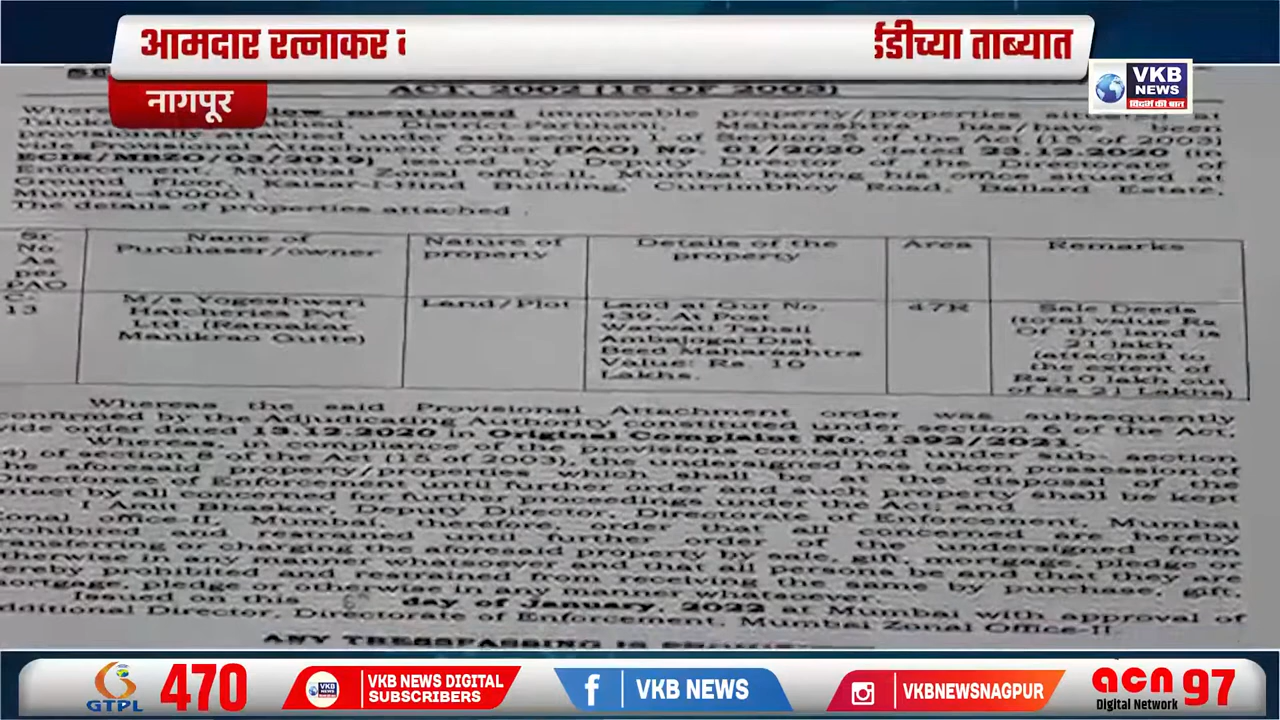 आमदार रत्नाकर
ईडीच्या ताब्यात
नागपूर
VKB
NEWS
विदर्भ की बात
ACT, 2002 (15 OF 2003)
mentioned immovable property/properties
District-Parbhani, Maharashtra has/have been
provisionally attached under sub section 1 of Section 5 of the Act (15 of 2003)
vide Provisional Attachment Order (PAO) No. 01/2020 dated 23.12.2020 (in
ECIR/MBZO/03/2019) issued by Deputy Director of the Directorate of
Enforcement, Mumbai Zonal office-II, Mumbai having his office situated of
Ground Floor, Kaisar-I-Hind Building, Currimbhoy Road, Ballard Estate,
Mumbai-400001
The details of properties attached
Sr. No. As per PAO
Name of Purchaser/owner
Nature of property
Details of the property
Area
Remarks
C. 13
M/s Yogeshwari
Hatcheries Pvt
Ltd. (Ratnakar
Manikrao Gutte)
Land/Plot
Land at Gut No.
439, At Post
Warwati Tahsil
Ambajogai Dist
Beed Maharashtra
Value: Rs. 10
Lakhs.
47R
Sale Deeds
(total value Rs
Of the land is
21 lakh
(attached to
the extent of
Rs.10 lakh out
of Rs 21 Lakhs)
Whereas the said Provisional Attachment order was subsequently
confirmed by the Adjudicating Authority constituted under section 6 of the Act,
vide order dated 13.12.2020 in Original Complaint No. 1392/2021
Whereas, in compliance of the provisions contained under sub section
4) of section 8 of the Act (15 of 2003), the undersigned has taken possession of
the aforesaid property/properties which shall be at the disposal of the
Directorate of Enforcement until further order and such property shall be kept
intact by all concerned for further proceedings under the Act; and
I Amit Bhaskar, Deputy Director, Directorate of Enforcement, Mumbai
Zonal office-II, Mumbai, therefore, order that all concerned are hereby
prohibited and restrained until further order of the undersigned from
transferring or charging the aforesaid property by sale, gift, mortgage, pledge or
otherwise in any manner whatsoever and that all persons be and that they are
hereby prohibited and restrained from receiving the same by purchase, gift,
mortgage, pledge or otherwise in any manner whatsoever
Issued on this day of January, 2022 at Mumbai with approval of
Additional Director, Directorate of Enforcement, Mumbai Zonal Office-II
ANY TRESSPASSING IS
GTPL
470
VKB
NEWS
VKB NEWS DIGITAL
SUBSCRIBERS
f
VKB NEWS
VKBNEWSNAGPUR
acn 97
Digital Network